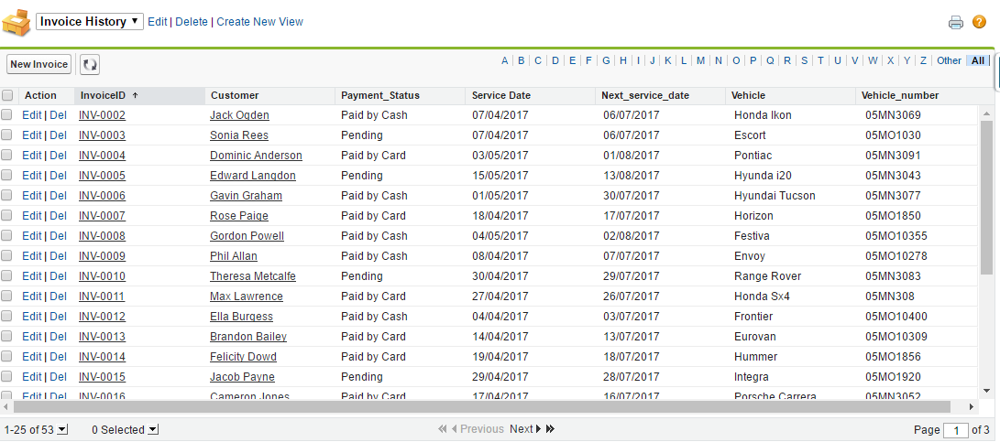 Invoice History Edit | Delete | Create New View
New Invoice A B C D E F G H I J K L M N O P Q R S T U V W X Y Z Other All
Action InvoiceID Customer Payment_Status Service Date Next_service_date Vehicle Vehicle_number
Edit | Del INV-0002 Jack Ogden Paid by Cash 07/04/2017 06/07/2017 Honda Ikon 05MN3069
Edit | Del INV-0003 Sonia Rees Pending 07/04/2017 06/07/2017 Escort 05MO1030
Edit | Del INV-0004 Dominic Anderson Paid by Card 03/05/2017 01/08/2017 Pontiac 05MN3091
Edit | Del INV-0005 Edward Langdon Pending 15/05/2017 13/08/2017 Hyunda i20 05MN3043
Edit | Del INV-0006 Gavin Graham Paid by Cash 01/05/2017 30/07/2017 Hyundai Tucson 05MN3077
Edit | Del INV-0007 Rose Paige Paid by Card 18/04/2017 17/07/2017 Horizon 05MO1850
Edit | Del INV-0008 Gordon Powell Paid by Cash 04/05/2017 02/08/2017 Festiva 05MO10355
Edit | Del INV-0009 Phil Allan Paid by Cash 08/04/2017 07/07/2017 Envoy 05MO10278
Edit | Del INV-0010 Theresa Metcalfe Pending 30/04/2017 29/07/2017 Range Rover 05MN3083
Edit | Del INV-0011 Max Lawrence Paid by Card 27/04/2017 26/07/2017 Honda Sx4 05MN308
Edit | Del INV-0012 Ella Burgess Paid by Cash 04/04/2017 03/07/2017 Frontier 05MO10400
Edit | Del INV-0013 Brandon Bailey Paid by Card 14/04/2017 13/07/2017 Eurovan 05MO10309
Edit | Del INV-0014 Felicity Dowd Paid by Card 19/04/2017 18/07/2017 Hummer 05MO1856
Edit | Del INV-0015 Jacob Payne Pending 29/04/2017 28/07/2017 Integra 05MO1920
Edit | Del INV-0016 Cameron Jones Paid by Card 17/04/2017 16/07/2017 Porsche Carrera 05MN3052
1-25 of 53 0 Selected Previous Next Page 1 of 3